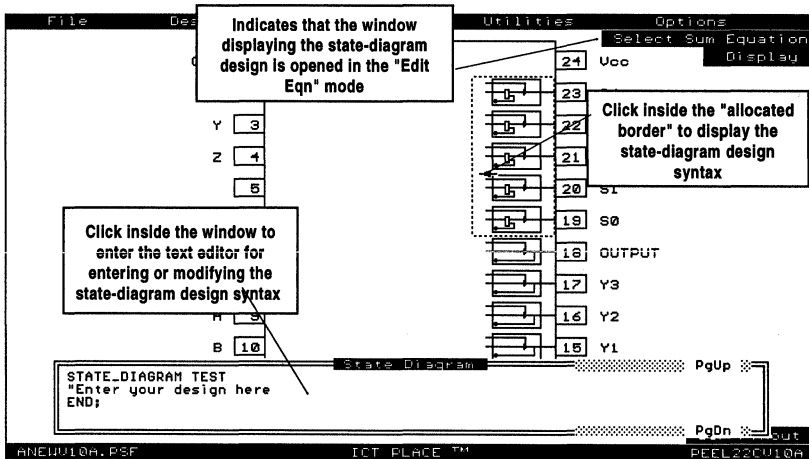 File
Utilities
Options
Indicates that the window
displaying the state-diagram
design is opened in the "Edit
Eqn" mode
Select Sum Equation
Display
24 Vcc
23
22
Y 3
Z 4
21
Click inside the "allocated
border" to display the
state-diagram design
syntax
5
20 S1
19 S0
Click inside the window to
enter the text editor for
entering or modifying the
state-diagram design syntax
18 OUTPUT
17 Y3
9
16 Y2
B 10
15 Y1
State Diagram
PgUp
STATE_DIAGRAM TEST
"Enter your design here
END;
PgDn
ANEWV10A.PSF
ICT PLACE ™
PEEL22CV10A